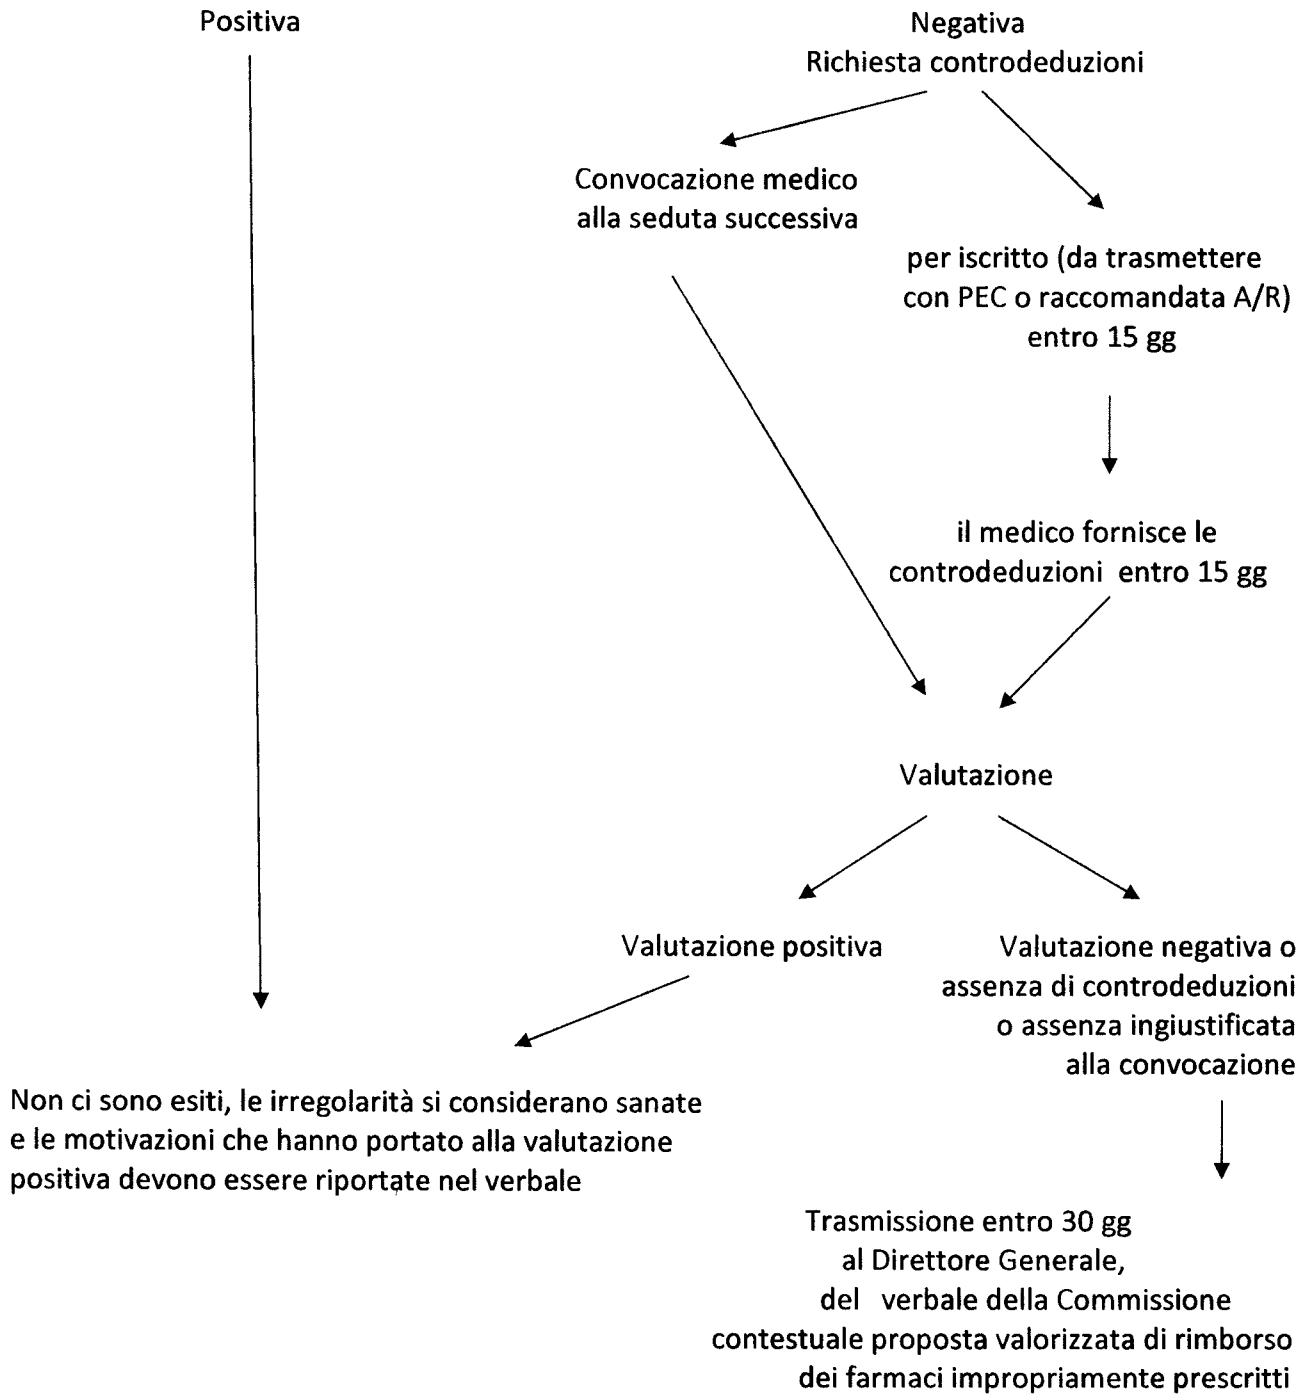 Positiva
Negativa
Richiesta controdeduzioni
Convocazione medico
alla seduta successiva
per iscritto (da trasmettere
con PEC o raccomandata A/R)
entro 15 gg
il medico fornisce le
controdeduzioni entro 15 gg
Valutazione
Valutazione positiva
Valutazione negativa o
assenza di controdeduzioni
o assenza ingiustificata
alla convocazione
Non ci sono esiti, le irregolarità si considerano sanate
e le motivazioni che hanno portato alla valutazione
positiva devono essere riportate nel verbale
Trasmissione entro 30 gg
al Direttore Generale,
del verbale della Commissione
contestuale proposta valorizzata di rimborso
dei farmaci impropriamente prescritti